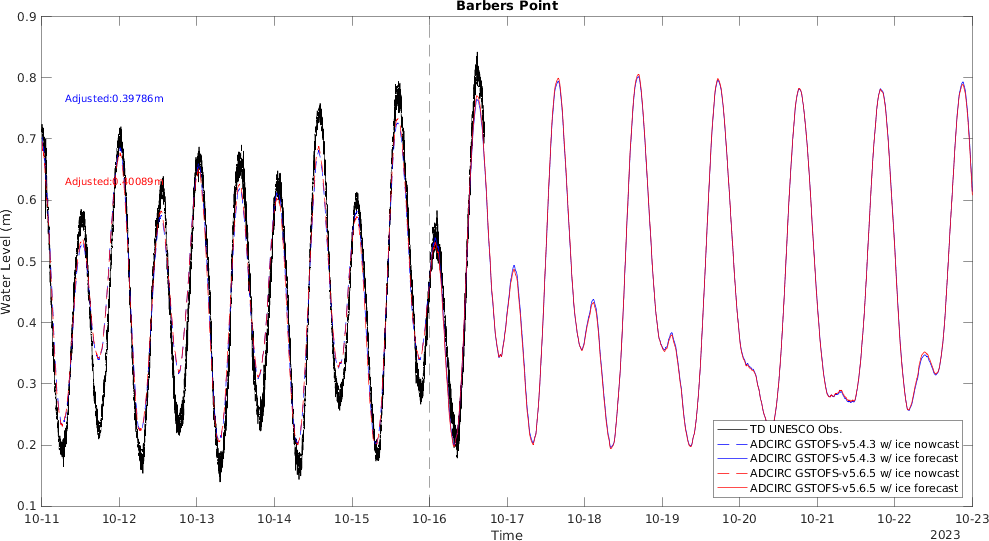 Barbers Point
0.9
0.8
0.7
0.6
0.5
0.4
0.3
0.2
0.1
Water Level (m)
Adjusted:0.39786m
Adjusted:0.40089m
TD UNESCO Obs.
ADCIRC GSTOFS-v5.4.3 w/ ice nowcast
ADCIRC GSTOFS-v5.4.3 w/ ice forecast
ADCIRC GSTOFS-v5.6.5 w/ ice nowcast
ADCIRC GSTOFS-v5.6.5 w/ ice forecast
10-11 10-12 10-13 10-14 10-15 10-16 10-17 10-18 10-19 10-20 10-21 10-22 10-23
Time
2023